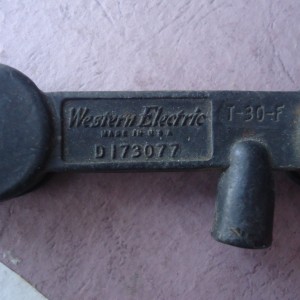 Western Electric
MADE IN U.S.A.
D173077
T-30-F